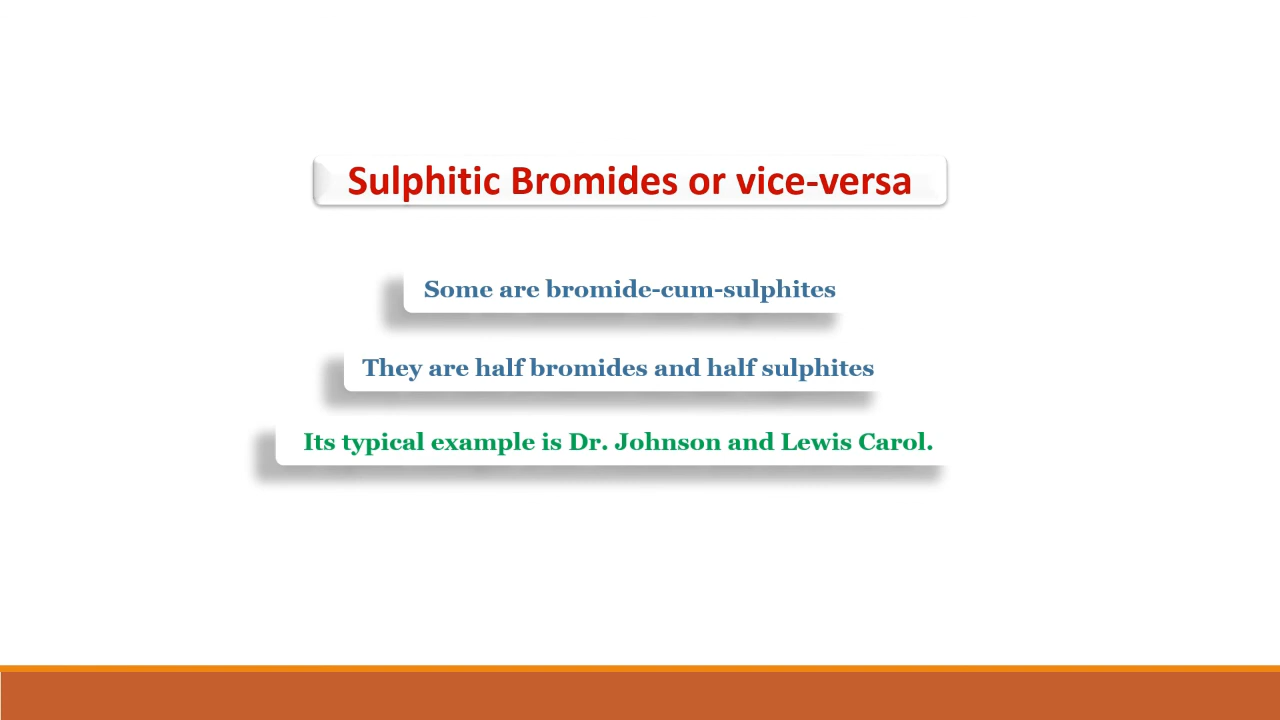 Sulphitic Bromides or vice-versa
Some are bromide-cum-sulphites
They are half bromides and half sulphites
Its typical example is Dr. Johnson and Lewis Carol.